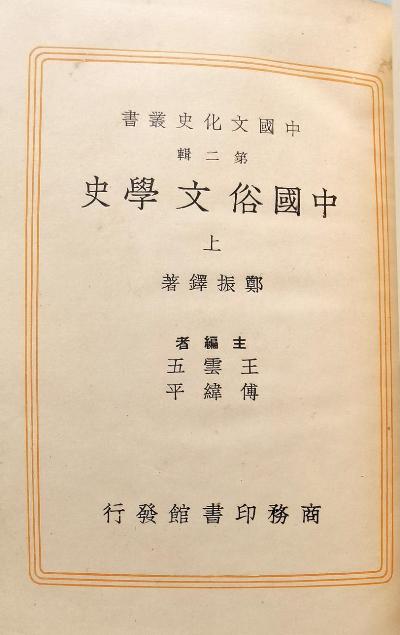 中國文化史叢書
第二輯
中國俗文學史
上
鄭振鐸著
主編者
王雲五
傅緯平
商務印書館發行